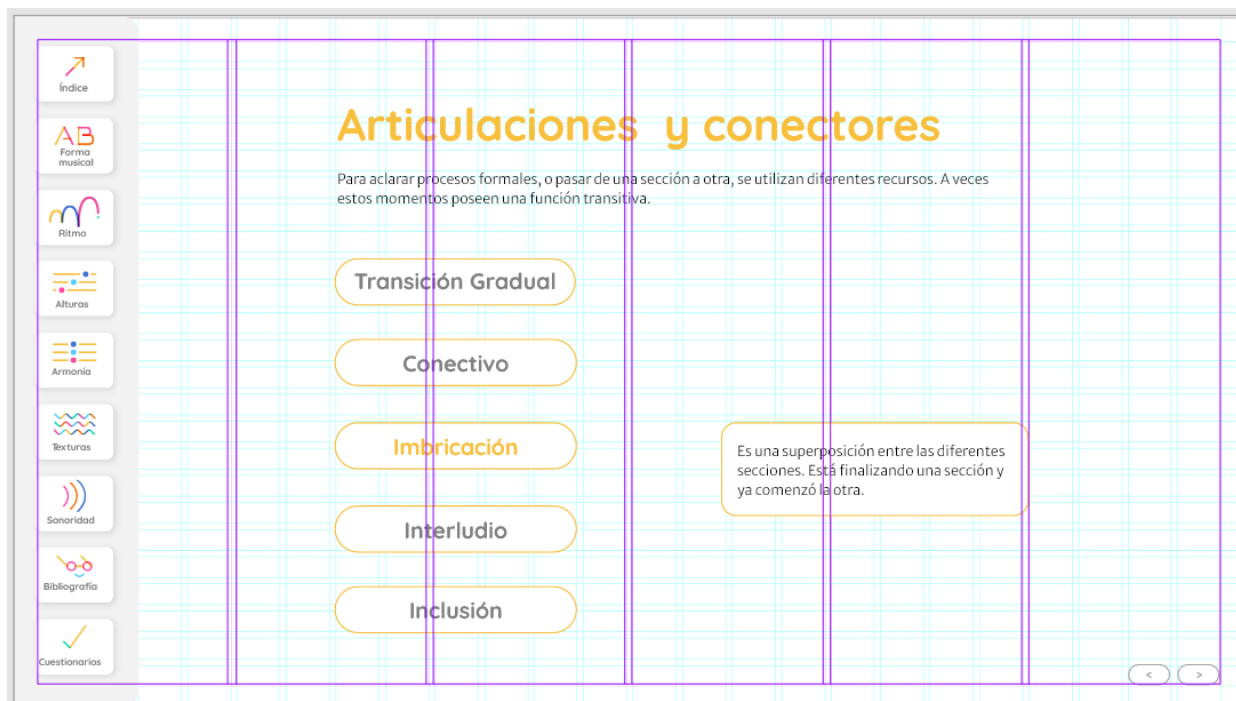 Índice
AB
Forma
musical
Ritmo
Alturas
Armonía
Texturas
Sonoridad
Bibliografía
Cuestionarios
Articulaciones y conectores
Para aclarar procesos formales, o pasar de una sección a otra, se utilizan diferentes recursos. A veces
estos momentos poseen una función transitiva.
Transición Gradual
Conectivo
Imbricación
Es una superposición entre las diferentes
secciones. Está finalizando una sección y
ya comenzó la otra.
Interludio
Inclusión
< >